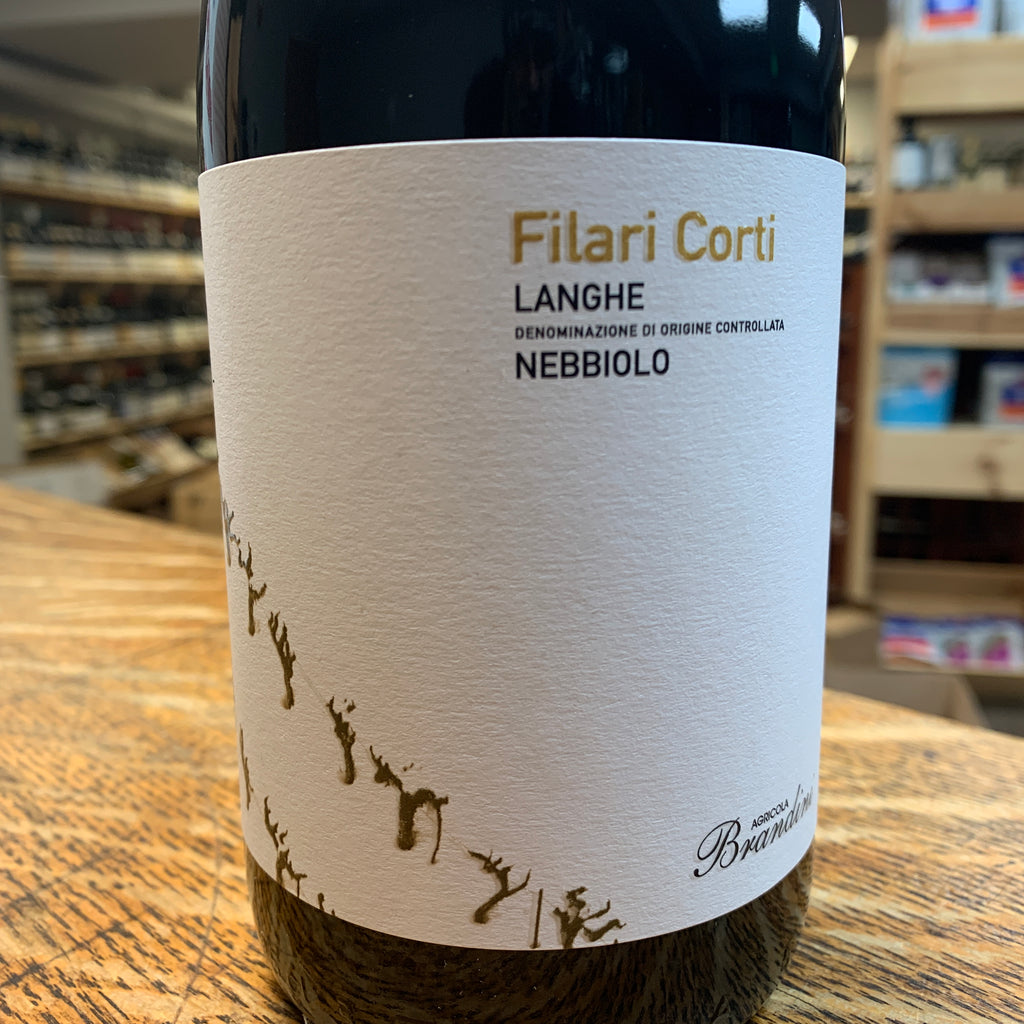 Filari Corti
LANGHE
DENOMINAZIONE DI ORIGINE CONTROLLATA
NEBBIOLO
AGRICOLA
Brandini